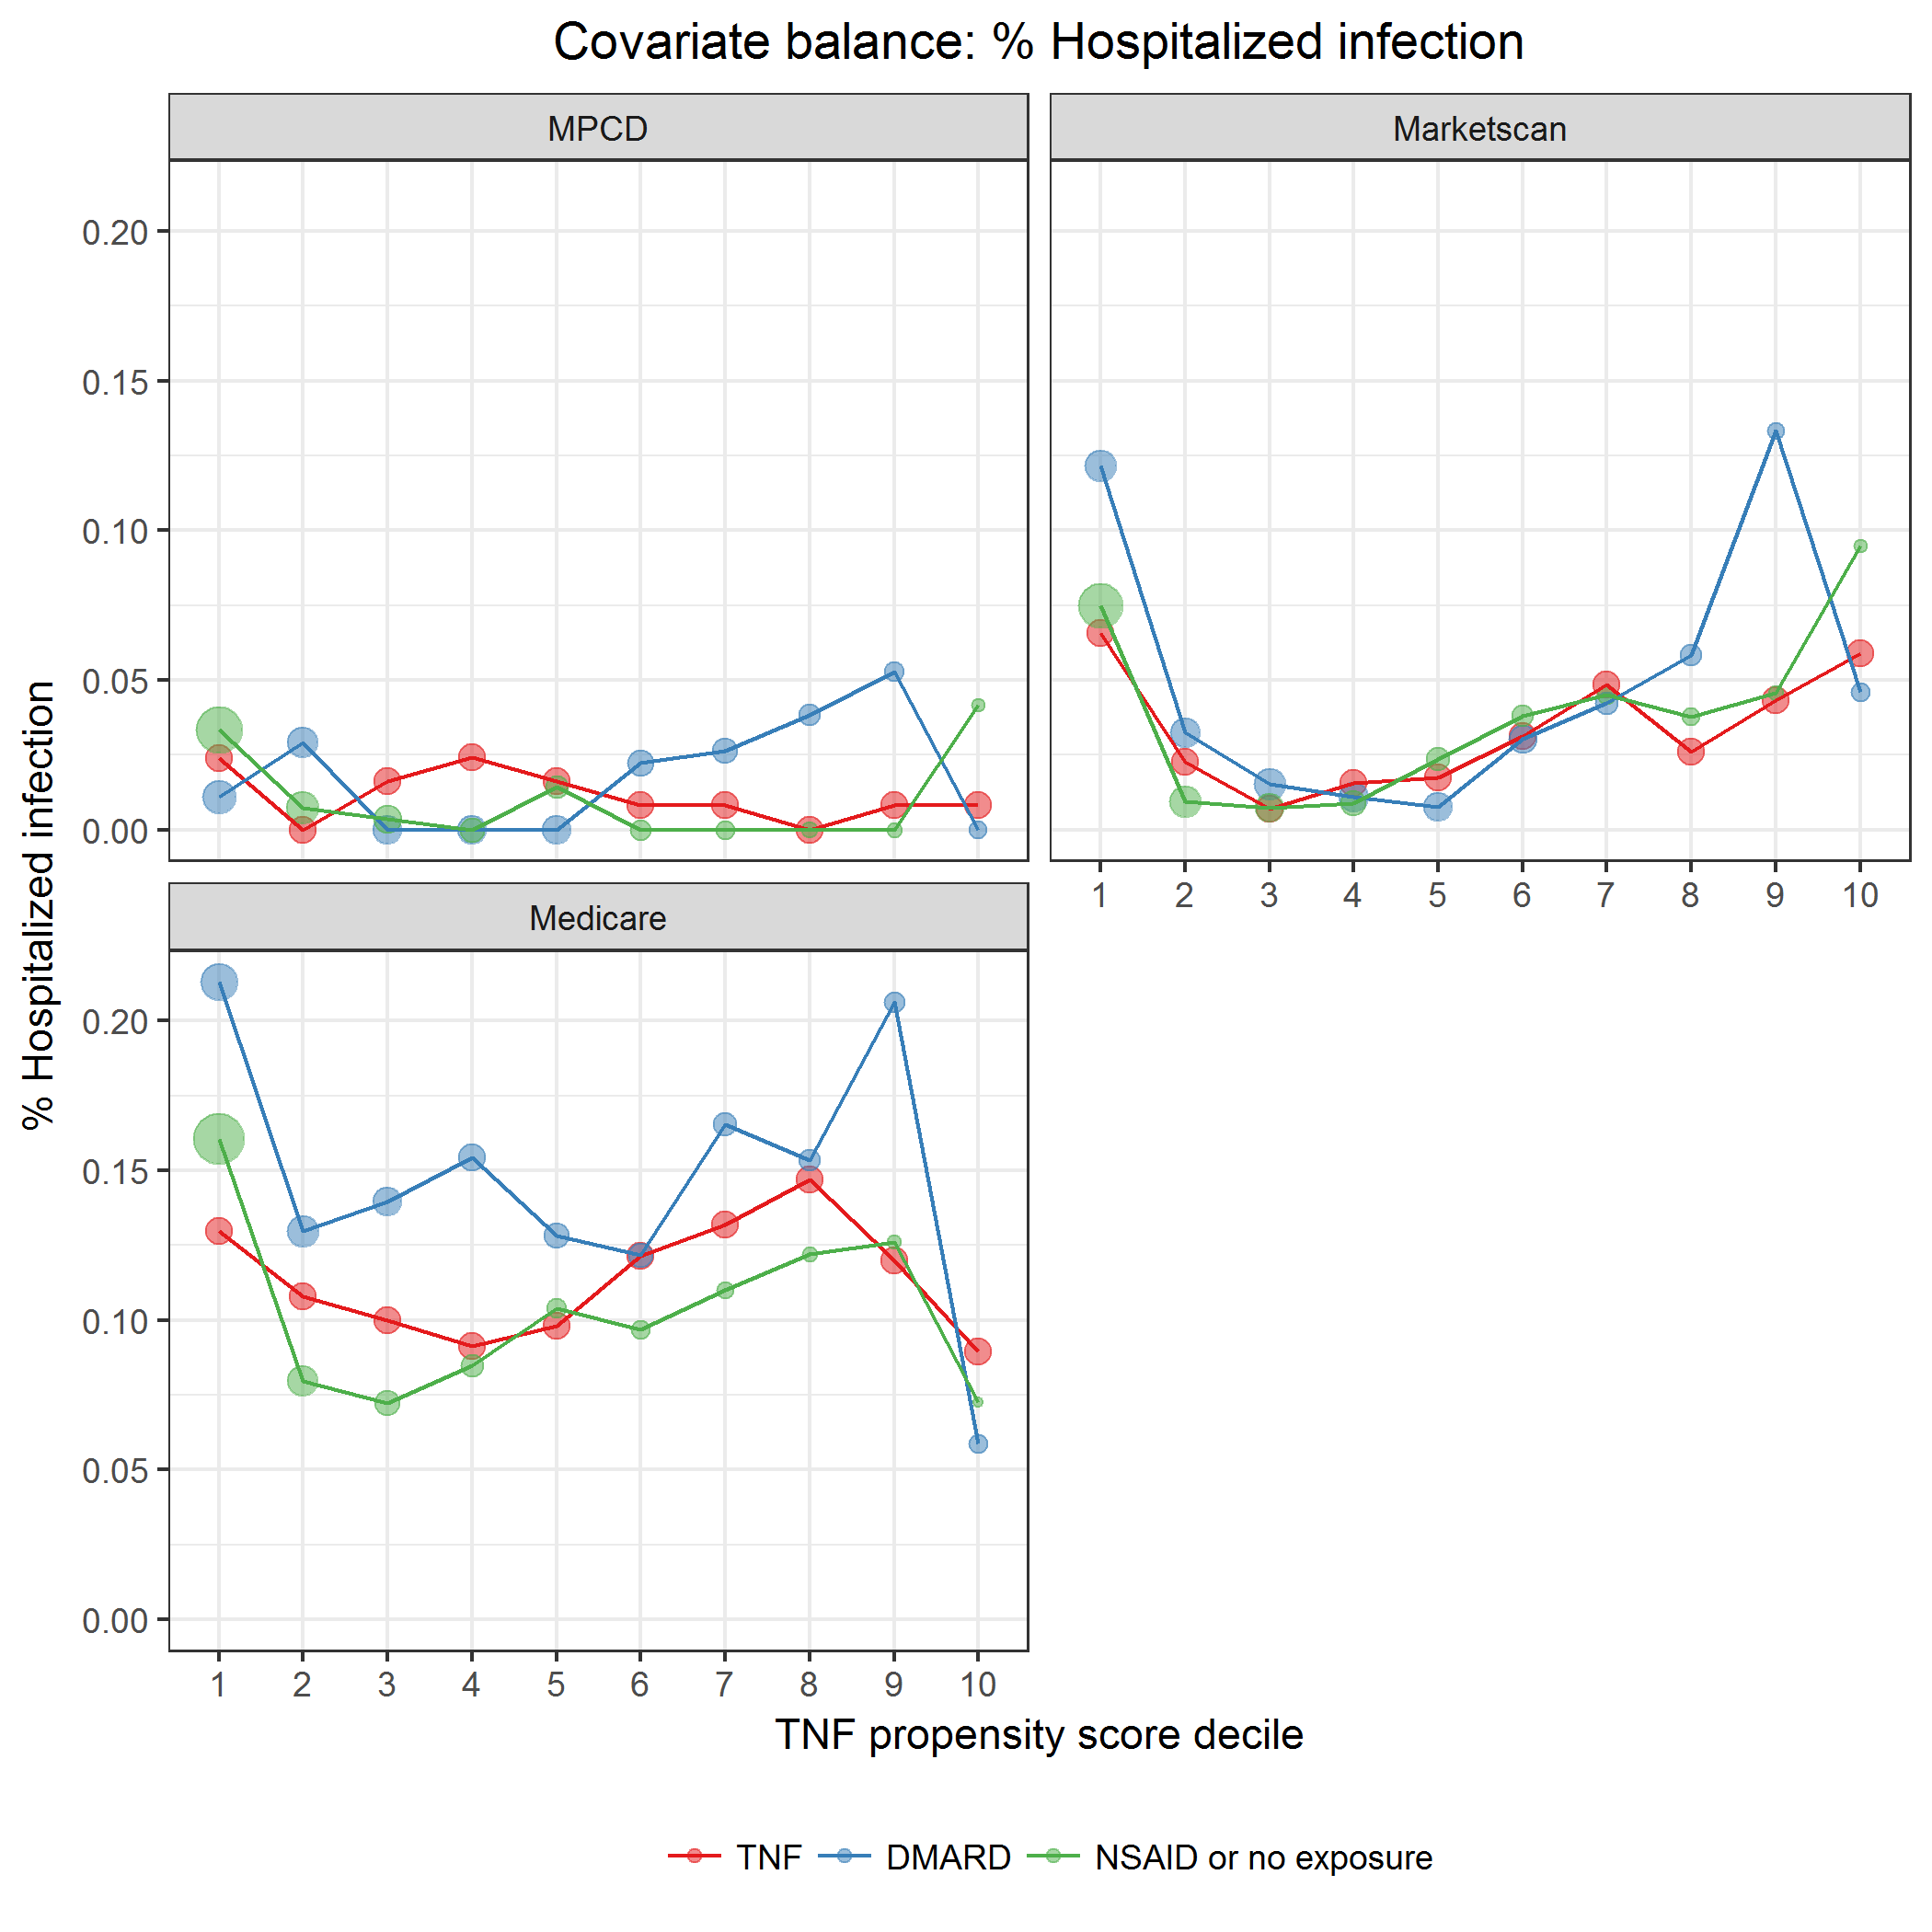 Covariate balance: % Hospitalized infection
MPCD
Marketscan
0.20
0.15
0.10
0.05
0.00
1 2 3 4 5 6 7 8 9 10
Medicare
0.20
0.15
0.10
0.05
0.00
1 2 3 4 5 6 7 8 9 10
% Hospitalized infection
TNF propensity score decile
TNF DMARD NSAID or no exposure